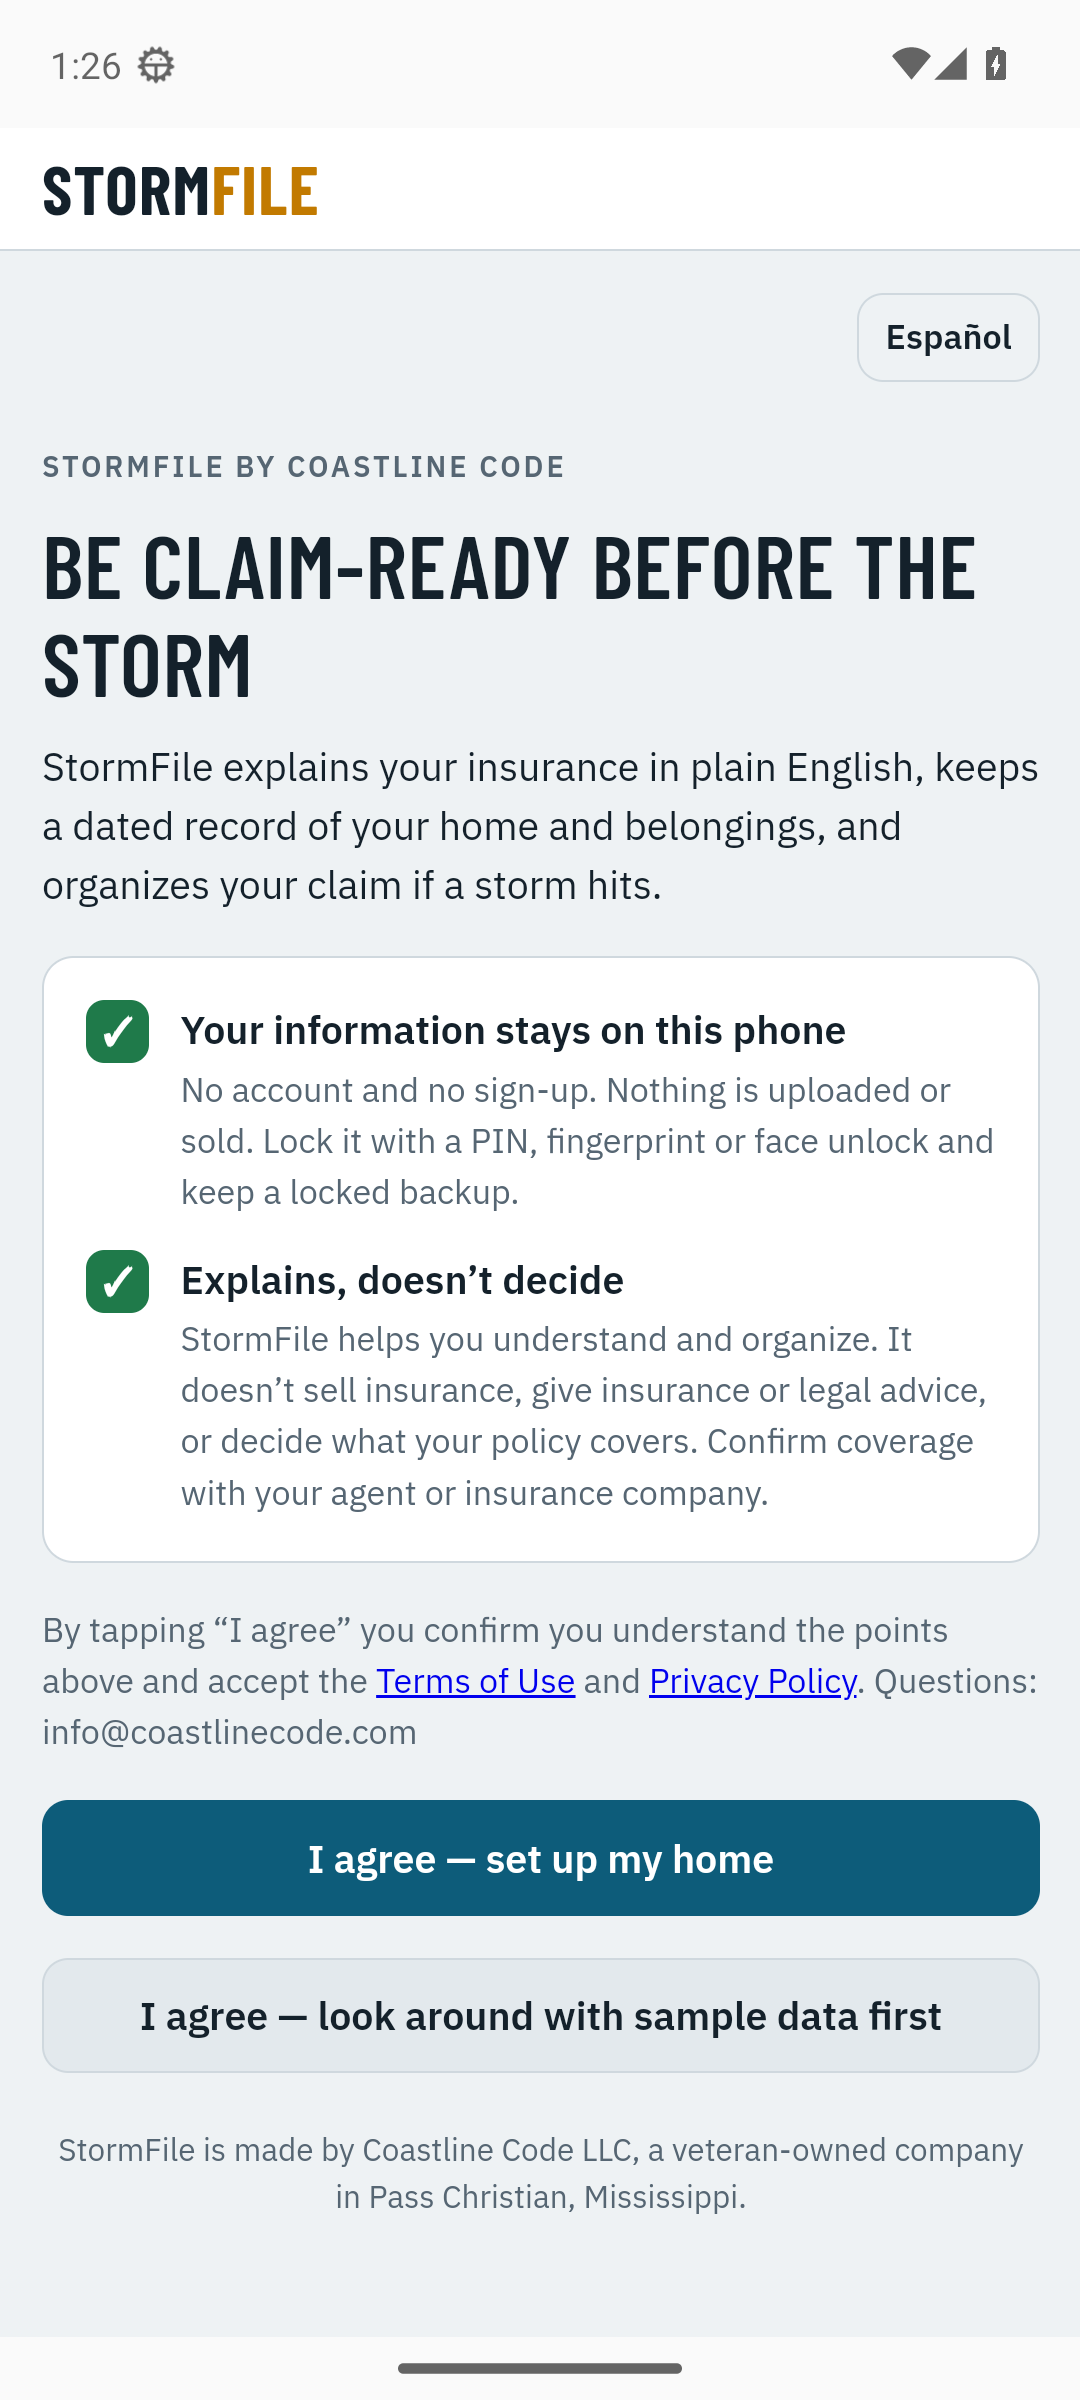 1:26
STORMFILE
Español
STORMFILE BY COASTLINE CODE
BE CLAIM-READY BEFORE THE
STORM
StormFile explains your insurance in plain English, keeps
a dated record of your home and belongings, and
organizes your claim if a storm hits.
Your information stays on this phone
No account and no sign-up. Nothing is uploaded or
sold. Lock it with a PIN, fingerprint or face unlock and
keep a locked backup.
Explains, doesn’t decide
StormFile helps you understand and organize. It
doesn’t sell insurance, give insurance or legal advice,
or decide what your policy covers. Confirm coverage
with your agent or insurance company.
By tapping “I agree” you confirm you understand the points
above and accept the Terms of Use and Privacy Policy. Questions:
info@coastlinecode.com
I agree — set up my home
I agree — look around with sample data first
StormFile is made by Coastline Code LLC, a veteran-owned company
in Pass Christian, Mississippi.